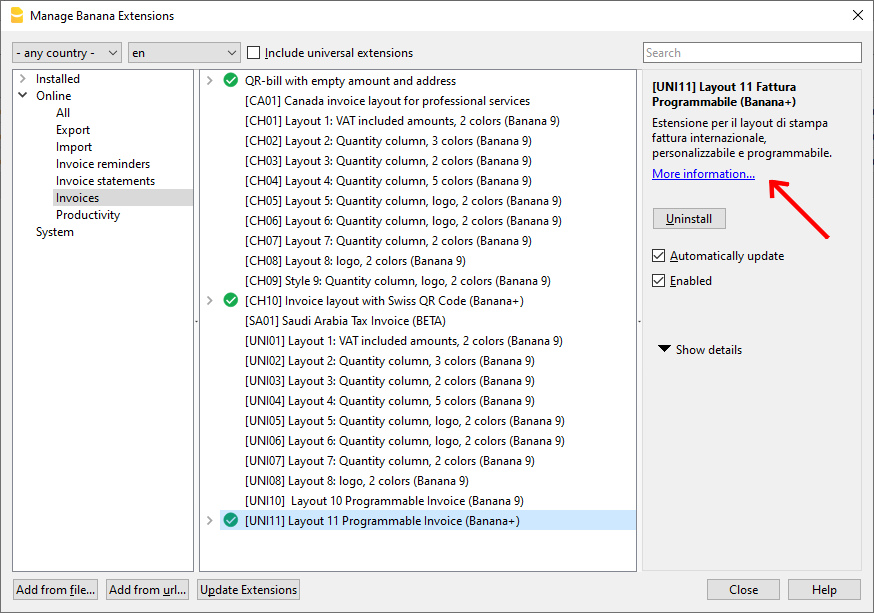 Manage Banana Extensions
- any country -
en
Include universal extensions
Search
Installed
Online
All
Export
Import
Invoice reminders
Invoice statements
Invoices
Productivity
System
QR-bill with empty amount and address
[CA01] Canada invoice layout for professional services
[CH01] Layout 1: VAT included amounts, 2 colors (Banana 9)
[CH02] Layout 2: Quantity column, 3 colors (Banana 9)
[CH03] Layout 3: Quantity column, 2 colors (Banana 9)
[CH04] Layout 4: Quantity column, 5 colors (Banana 9)
[CH05] Layout 5: Quantity column, logo, 2 colors (Banana 9)
[CH06] Layout 6: Quantity column, logo, 2 colors (Banana 9)
[CH07] Layout 7: Quantity column, 2 colors (Banana 9)
[CH08] Layout 8: logo, 2 colors (Banana 9)
[CH09] Style 9: Quantity column, logo, 2 colors (Banana 9)
[CH10] Invoice layout with Swiss QR Code (Banana+)
[SA01] Saudi Arabia Tax Invoice (BETA)
[UNI01] Layout 1: VAT included amounts, 2 colors (Banana 9)
[UNI02] Layout 2: Quantity column, 3 colors (Banana 9)
[UNI03] Layout 3: Quantity column, 2 colors (Banana 9)
[UNI04] Layout 4: Quantity column, 5 colors (Banana 9)
[UNI05] Layout 5: Quantity column, logo, 2 colors (Banana 9)
[UNI06] Layout 6: Quantity column, logo, 2 colors (Banana 9)
[UNI07] Layout 7: Quantity column, 2 colors (Banana 9)
[UNI08] Layout 8: logo, 2 colors (Banana 9)
[UNI10]  Layout 10 Programmable Invoice (Banana 9)
[UNI11] Layout 11 Programmable Invoice (Banana+)
[UNI11] Layout 11 Fattura
Programmabile (Banana+)
Estensione per il layout di stampa
fattura internazionale,
personalizzabile e programmabile.
More information...
Uninstall
Automatically update
Enabled
Show details
Add from file...
Add from url...
Update Extensions
Close
Help